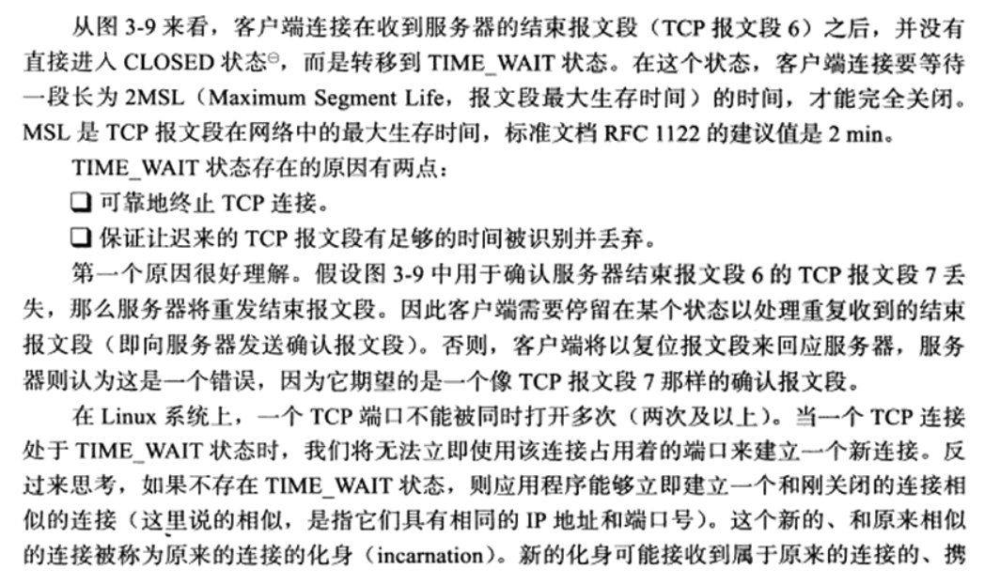 从图 3-9 来看，客户端连接在收到服务器的结束报文段（TCP 报文段 6）之后，并没有
直接进入 CLOSED 状态㊀，而是转移到 TIME_WAIT 状态。在这个状态，客户端连接要等待
一段长为 2MSL（Maximum Segment Life，报文段最大生存时间）的时间，才能完全关闭。
MSL 是 TCP 报文段在网络中的最大生存时间，标准文档 RFC 1122 的建议值是 2 min。
TIME_WAIT 状态存在的原因有两点：
❑ 可靠地终止 TCP 连接。
❑ 保证让迟来的 TCP 报文段有足够的时间被识别并丢弃。
第一个原因很好理解。假设图 3-9 中用于确认服务器结束报文段 6 的 TCP 报文段 7 丢
失，那么服务器将重发结束报文段。因此客户端需要停留在某个状态以处理重复收到的结束
报文段（即向服务器发送确认报文段）。否则，客户端将以复位报文段来回应服务器，服务
器则认为这是一个错误，因为它期望的是一个像 TCP 报文段 7 那样的确认报文段。
在 Linux 系统上，一个 TCP 端口不能被同时打开多次（两次及以上）。当一个 TCP 连接
处于 TIME_WAIT 状态时，我们将无法立即使用该连接占用着的端口来建立一个新连接。反
过来思考，如果不存在 TIME_WAIT 状态，则应用程序能够立即建立一个和刚关闭的连接相
似的连接（这里说的相似，是指它们具有相同的 IP 地址和端口号）。这个新的、和原来相似
的连接被称为原来的连接的化身（incarnation）。新的化身可能接收到属于原来的连接的、携